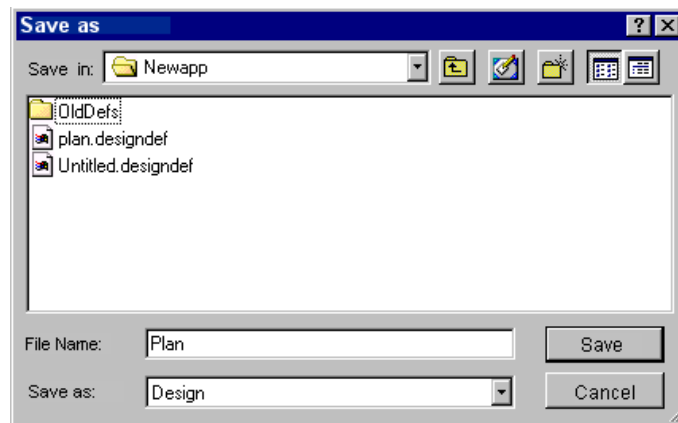 Save as
Save in: Newapp
OldDefs
plan.designdef
Untitled.designdef
File Name: Plan Save
Save as: Design Cancel